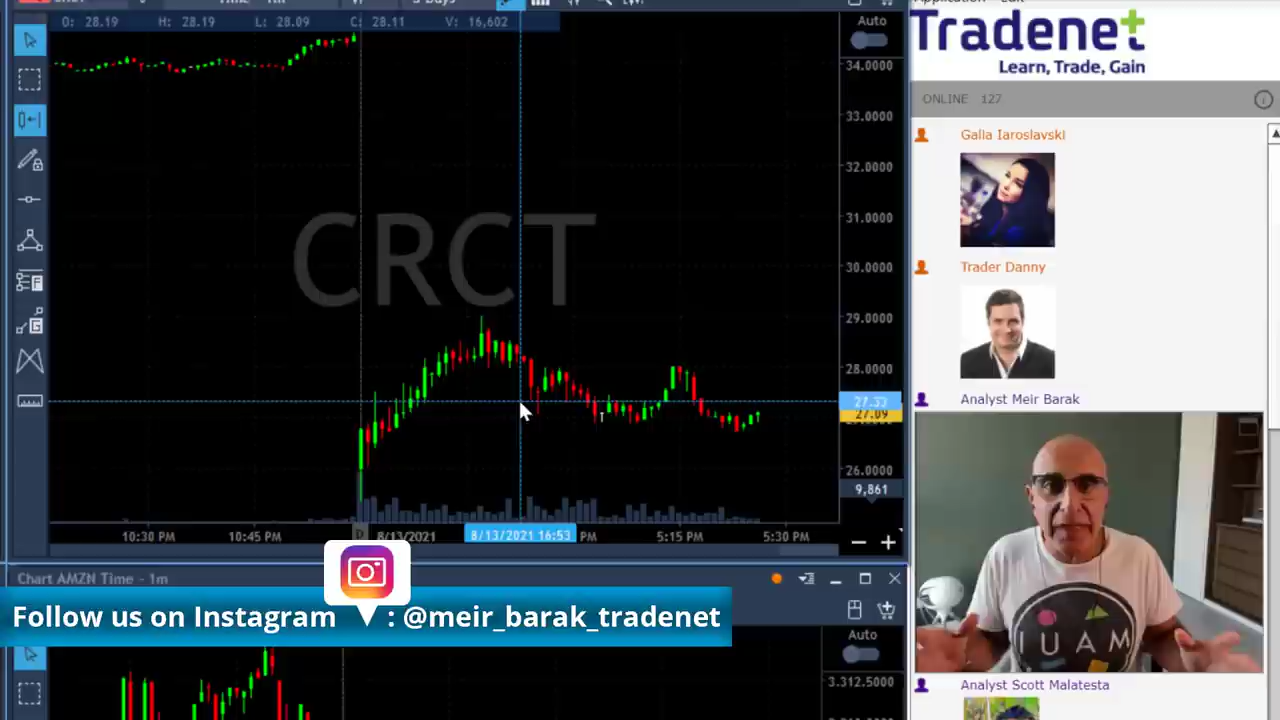 O: 28.19 H: 28.19 L: 28.09 C: 28.11 V: 16,602
Auto
34.0000
33.0000
32.0000
31.0000
30.0000
29.0000
28.0000
27.33
27.09
26.0000
9,861
CRCT
10:30 PM 10:45 PM D 8/13/2021 8/13/2021 16:53 PM 5:15 PM 5:30 PM
Chart AMZN Time - 1m
Follow us on Instagram : @meir_barak_tradenet
Auto
3.312.5000
Tradenet
Learn, Trade, Gain
ONLINE 127
Galla Iaroslavski
Trader Danny
Analyst Meir Barak
IUAM
Analyst Scott Malatesta